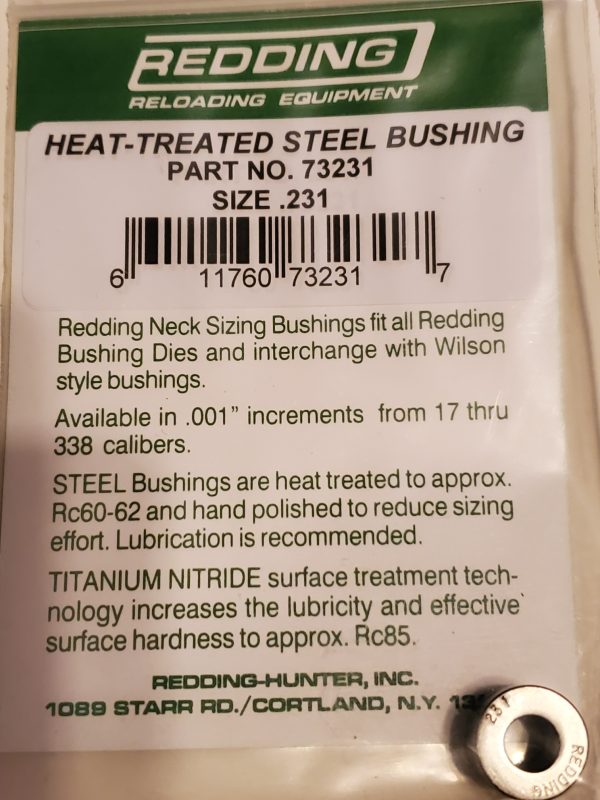 REDDING
RELOADING EQUIPMENT
HEAT-TREATED STEEL BUSHING
PART NO. 73231
SIZE .231
6 11760 73231 7
Redding Neck Sizing Bushings fit all Redding
Bushing Dies and interchange with Wilson
style bushings.
Available in .001" increments from 17 thru
338 calibers.
STEEL Bushings are heat treated to approx.
Rc60-62 and hand polished to reduce sizing
effort. Lubrication is recommended.
TITANIUM NITRIDE surface treatment tech-
nology increases the lubricity and effective
surface hardness to approx. Rc85.
REDDING-HUNTER, INC.
1089 STARR RD./CORTLAND, N.Y.
231
REDDING